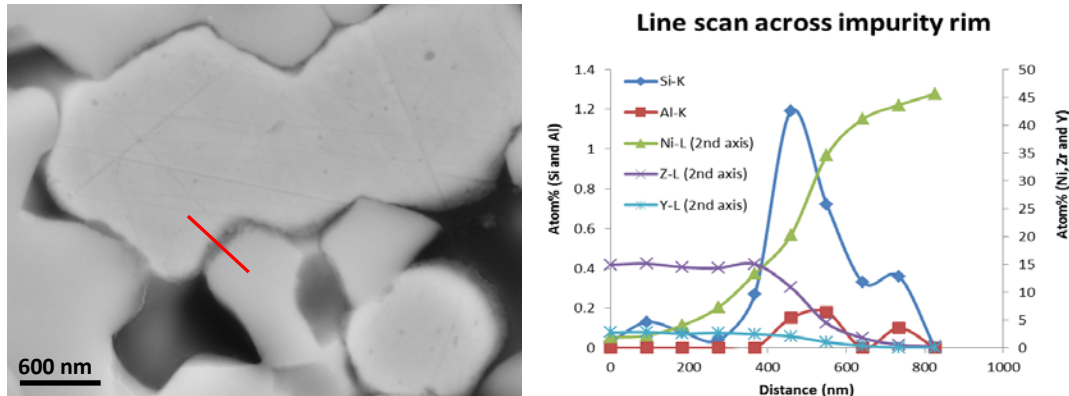 600 nm
Line scan across impurity rim
Atom% (Si and Al)
1.4
1.2
1
0.8
0.6
0.4
0.2
0
Si-K
Al-K
Ni-L (2nd axis)
Z-L (2nd axis)
Y-L (2nd axis)
50
45
40
35
30
25
20
15
10
5
0
Atom% (Ni, Zr and Y)
0 200 400 600 800 1000
Distance (nm)